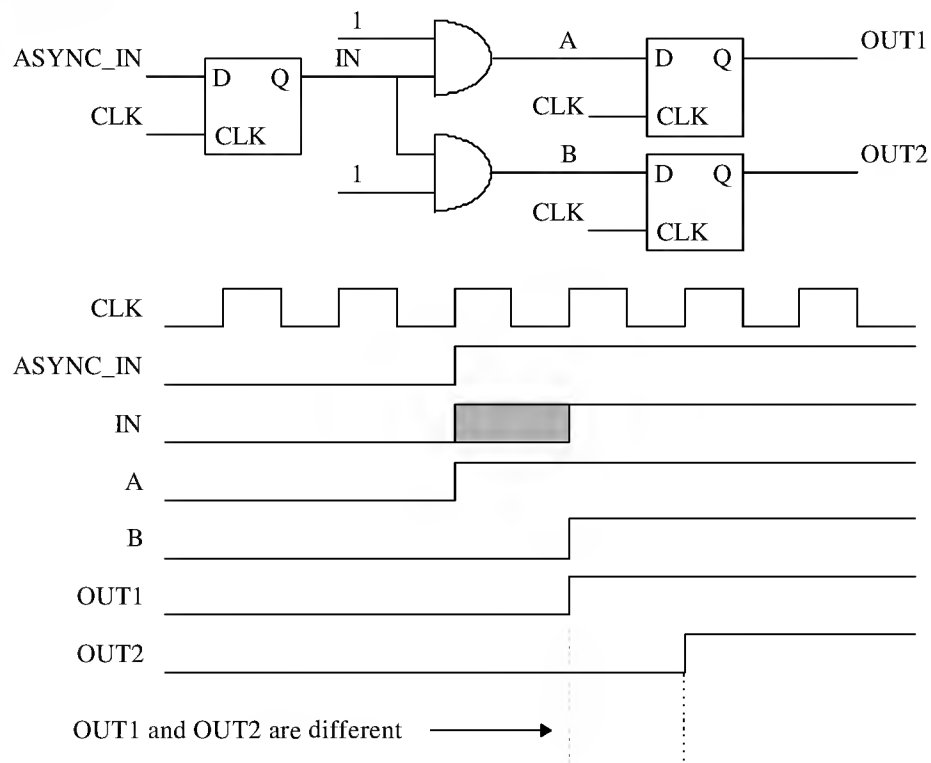 1
ASYNC_IN
IN
A
OUT1
D
Q
D
Q
CLK
CLK
CLK
CLK
B
OUT2
1
D
Q
CLK
CLK
CLK
ASYNC_IN
IN
A
B
OUT1
OUT2
OUT1 and OUT2 are different